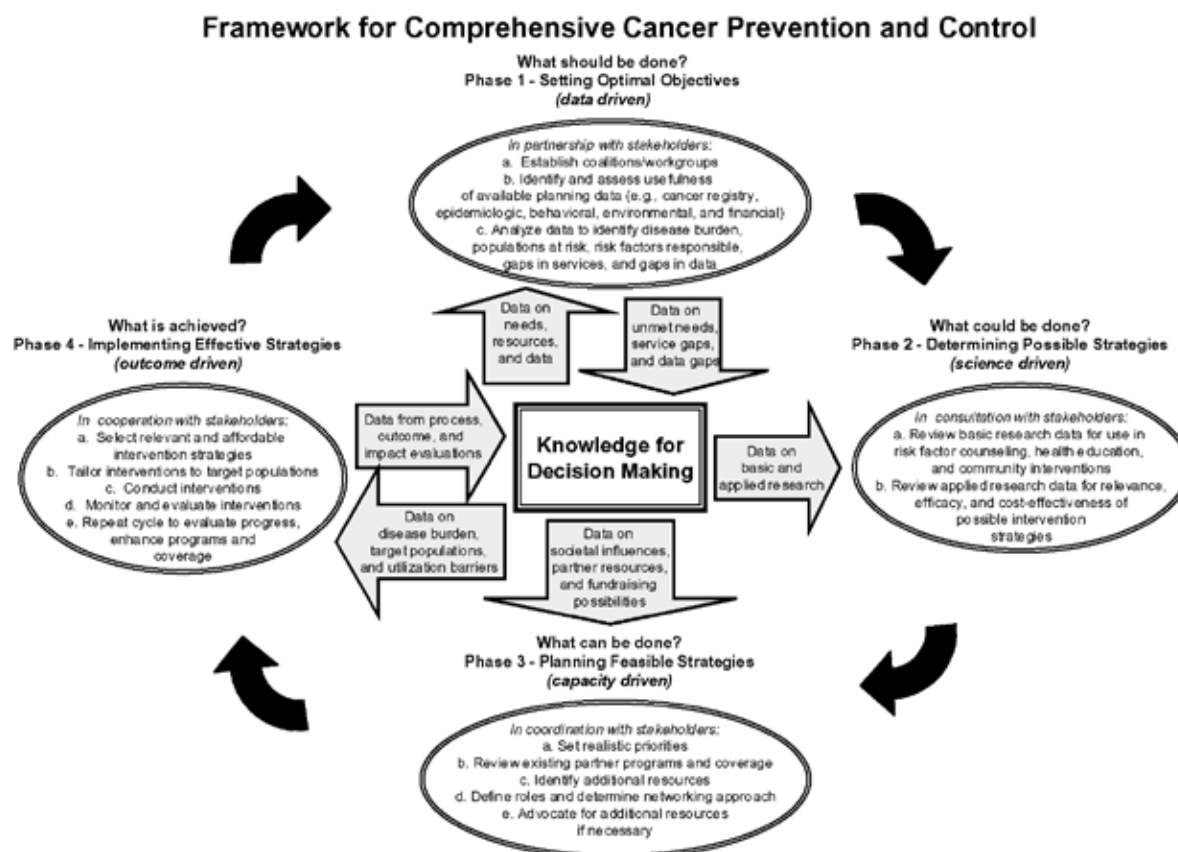 Framework for Comprehensive Cancer Prevention and Control
What should be done?
Phase 1 - Setting Optimal Objectives
(data driven)
In partnership with stakeholders:
a. Establish coalitions/workgroups
b. Identify and assess usefulness
of available planning data (e.g., cancer registry,
epidemiologic, behavioral, environmental, and financial)
c. Analyze data to identify disease burden,
populations at risk, risk factors responsible,
gaps in services, and gaps in data
Data on
needs,
resources,
and data
Data on
unmet needs,
service gaps,
and data gaps
What could be done?
Phase 2 - Determining Possible Strategies
(science driven)
In consultation with stakeholders:
a. Review basic research data for use in
risk factor counseling, health education,
and community interventions
b. Review applied research data for relevance,
efficacy, and cost-effectiveness of
possible intervention
strategies
What is achieved?
Phase 4 - Implementing Effective Strategies
(outcome driven)
In cooperation with stakeholders:
a. Select relevant and affordable
intervention strategies
b. Tailor interventions to target populations
c. Conduct interventions
d. Monitor and evaluate interventions
e. Repeat cycle to evaluate progress,
enhance programs and
coverage
Data from process,
outcome, and
impact evaluations
Knowledge for
Decision Making
Data on
basic and
applied research
Data on
disease burden,
target populations,
and utilization barriers
Data on
societal influences,
partner resources,
and fundraising
possibilities
What can be done?
Phase 3 - Planning Feasible Strategies
(capacity driven)
In coordination with stakeholders:
a. Set realistic priorities
b. Review existing partner programs and coverage
c. Identify additional resources
d. Define roles and determine networking approach
e. Advocate for additional resources
if necessary